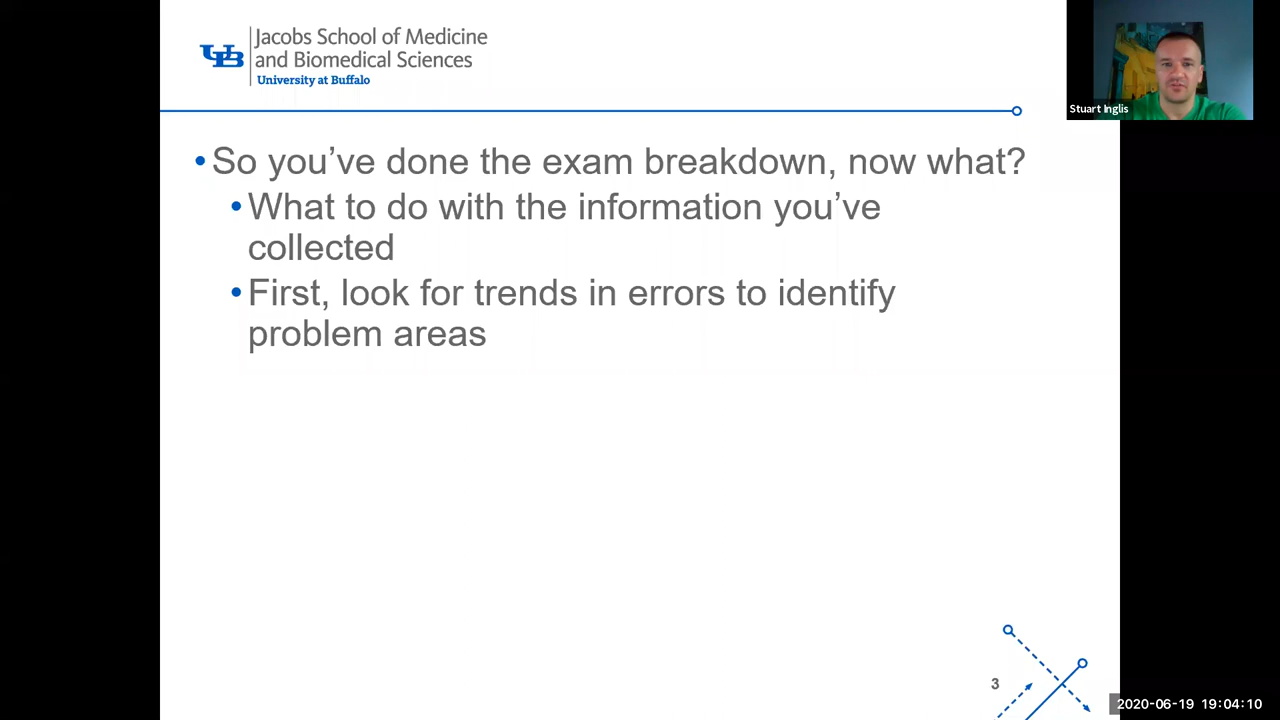 Jacobs School of Medicine
and Biomedical Sciences
University at Buffalo
UB
Stuart Inglis
• So you’ve done the exam breakdown, now what?
• What to do with the information you’ve
collected
• First, look for trends in errors to identify
problem areas
3
2020-06-19 19:04:10